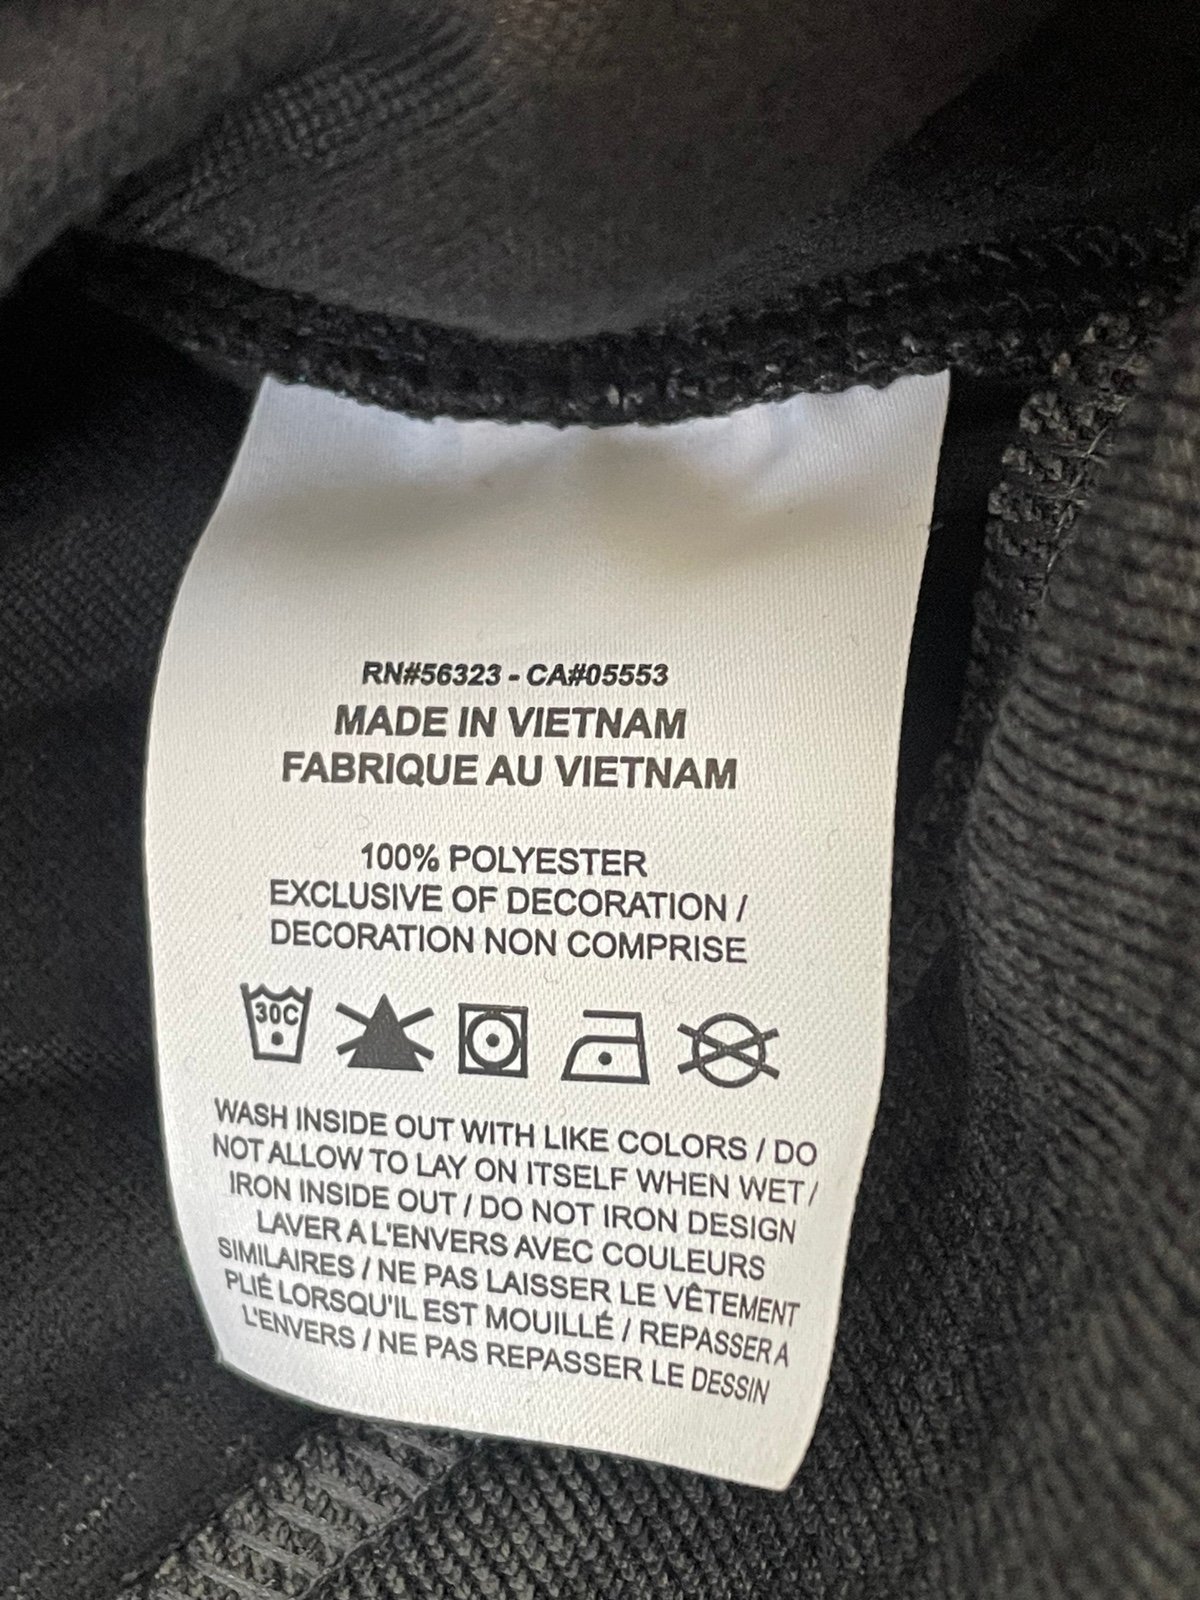 RN#56323 - CA#05553
MADE IN VIETNAM
FABRIQUE AU VIETNAM
100% POLYESTER
EXCLUSIVE OF DECORATION /
DECORATION NON COMPRISE
30C
WASH INSIDE OUT WITH LIKE COLORS / DO
NOT ALLOW TO LAY ON ITSELF WHEN WET /
IRON INSIDE OUT / DO NOT IRON DESIGN
LAVER A L'ENVERS AVEC COULEURS
SIMILAIRES / NE PAS LAISSER LE VÊTEMENT
PLIÉ LORSQU'IL EST MOUILLÉ / REPASSER A
L'ENVERS / NE PAS REPASSER LE DESSIN